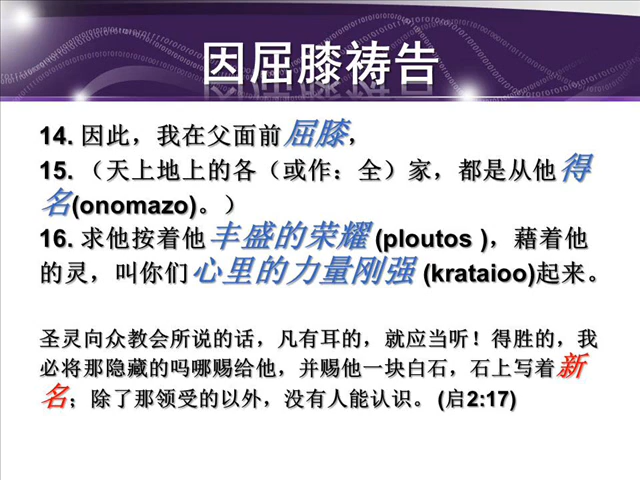 因屈膝祷告
14. 因此，我在父面前屈膝，
15. （天上地上的各（或作：全）家，都是从他得
名(onomazo)。）
16. 求他按着他丰盛的荣耀 (ploutos )，藉着他
的灵，叫你们心里的力量刚强 (krataioo)起来。
圣灵向众教会所说的话，凡有耳的，就应当听！得胜的，我
必将那隐藏的吗哪赐给他，并赐他一块白石，石上写着新
名；除了那领受的以外，没有人能认识。(启2:17)